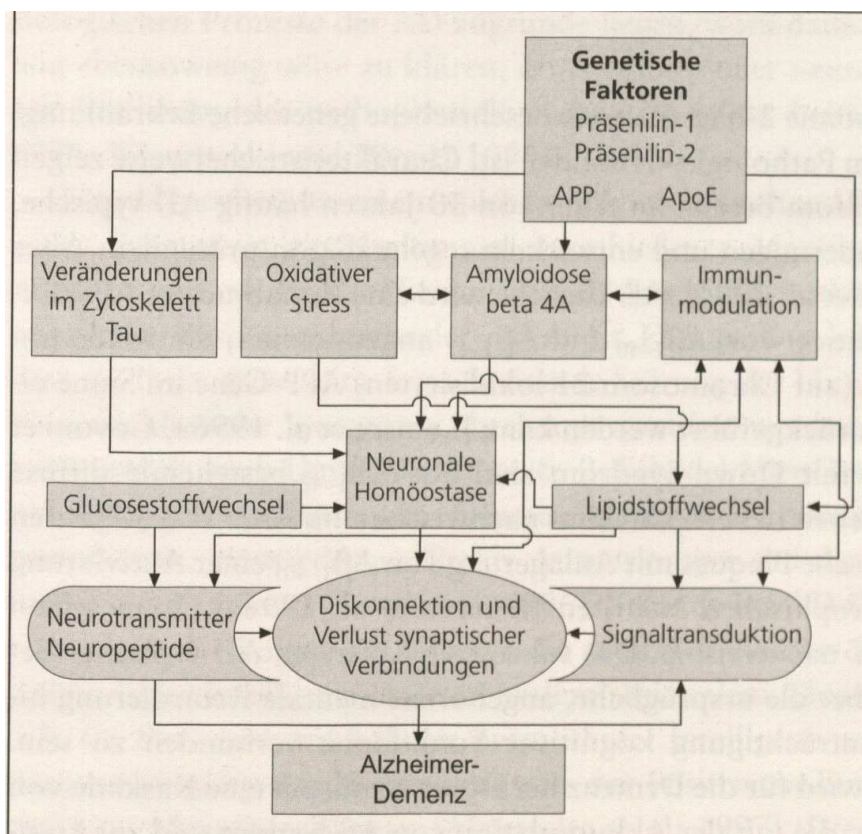 Genetische
Faktoren
Präsenilin-1
Präsenilin-2
APP ApoE
Veränderungen
im Zytoskelett
Tau
Oxidativer
Stress
Amyloidose
beta 4A
Immun-
modulation
Neuronale
Homöostase
Glucosestoffwechsel
Lipidstoffwechsel
Neurotransmitter
Neuropeptide
Diskonnektion und
Verlust synaptischer
Verbindungen
Signaltransduktion
Alzheimer-
Demenz